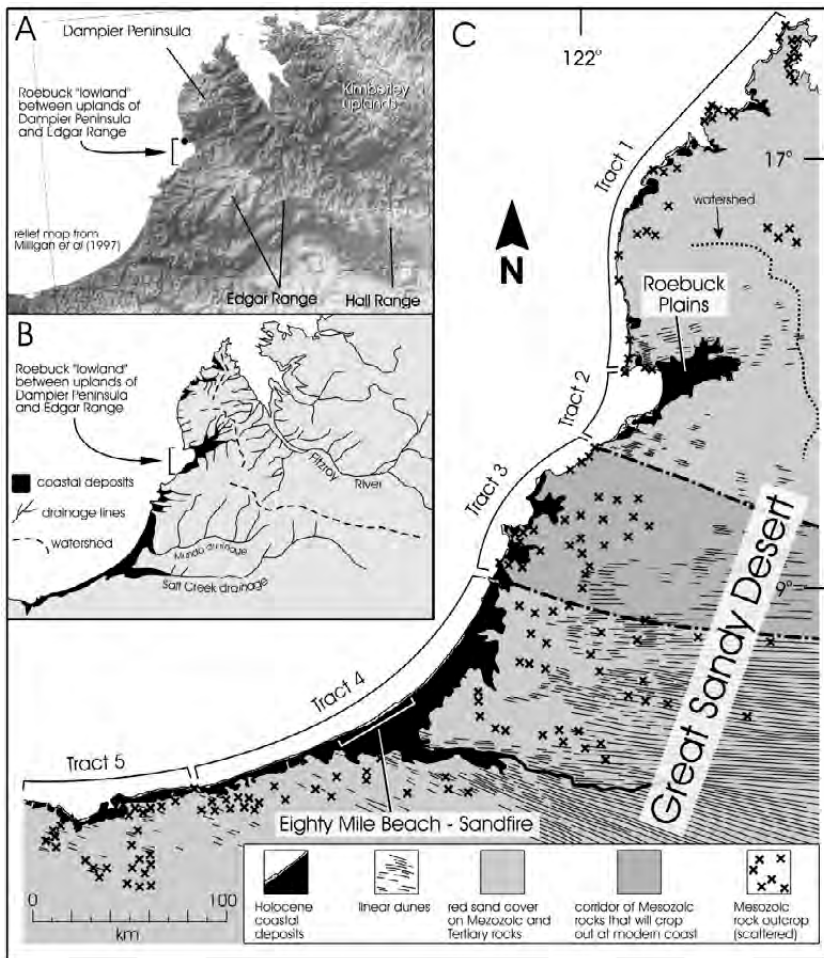 A
Dampier Peninsula
Roebuck "lowland"
between uplands of
Dampier Peninsula
and Edgar Range
Kimberley
uplands
relief map from
Milligan et al (1997)
Edgar Range
Hall Range
B
Roebuck "lowland"
between uplands of
Dampier Peninsula
and Edgar Range
coastal deposits
drainage lines
watershed
Fitzroy
River
Munda drainage
Salt Creek drainage
C
122°
17°
Tract 1
watershed
N
Roebuck
Plains
Tract 2
Tract 3
9°
Great Sandy Desert
Tract 4
Tract 5
Eighty Mile Beach - Sandfire
0
100
km
Holocene
coastal
deposits
linear dunes
red sand cover
on Mezozoic and
Tertiary rocks
corridor of Mesozoic
rocks that will crop
out at modern coast
Mesozoic
rock outcrop
(scattered)